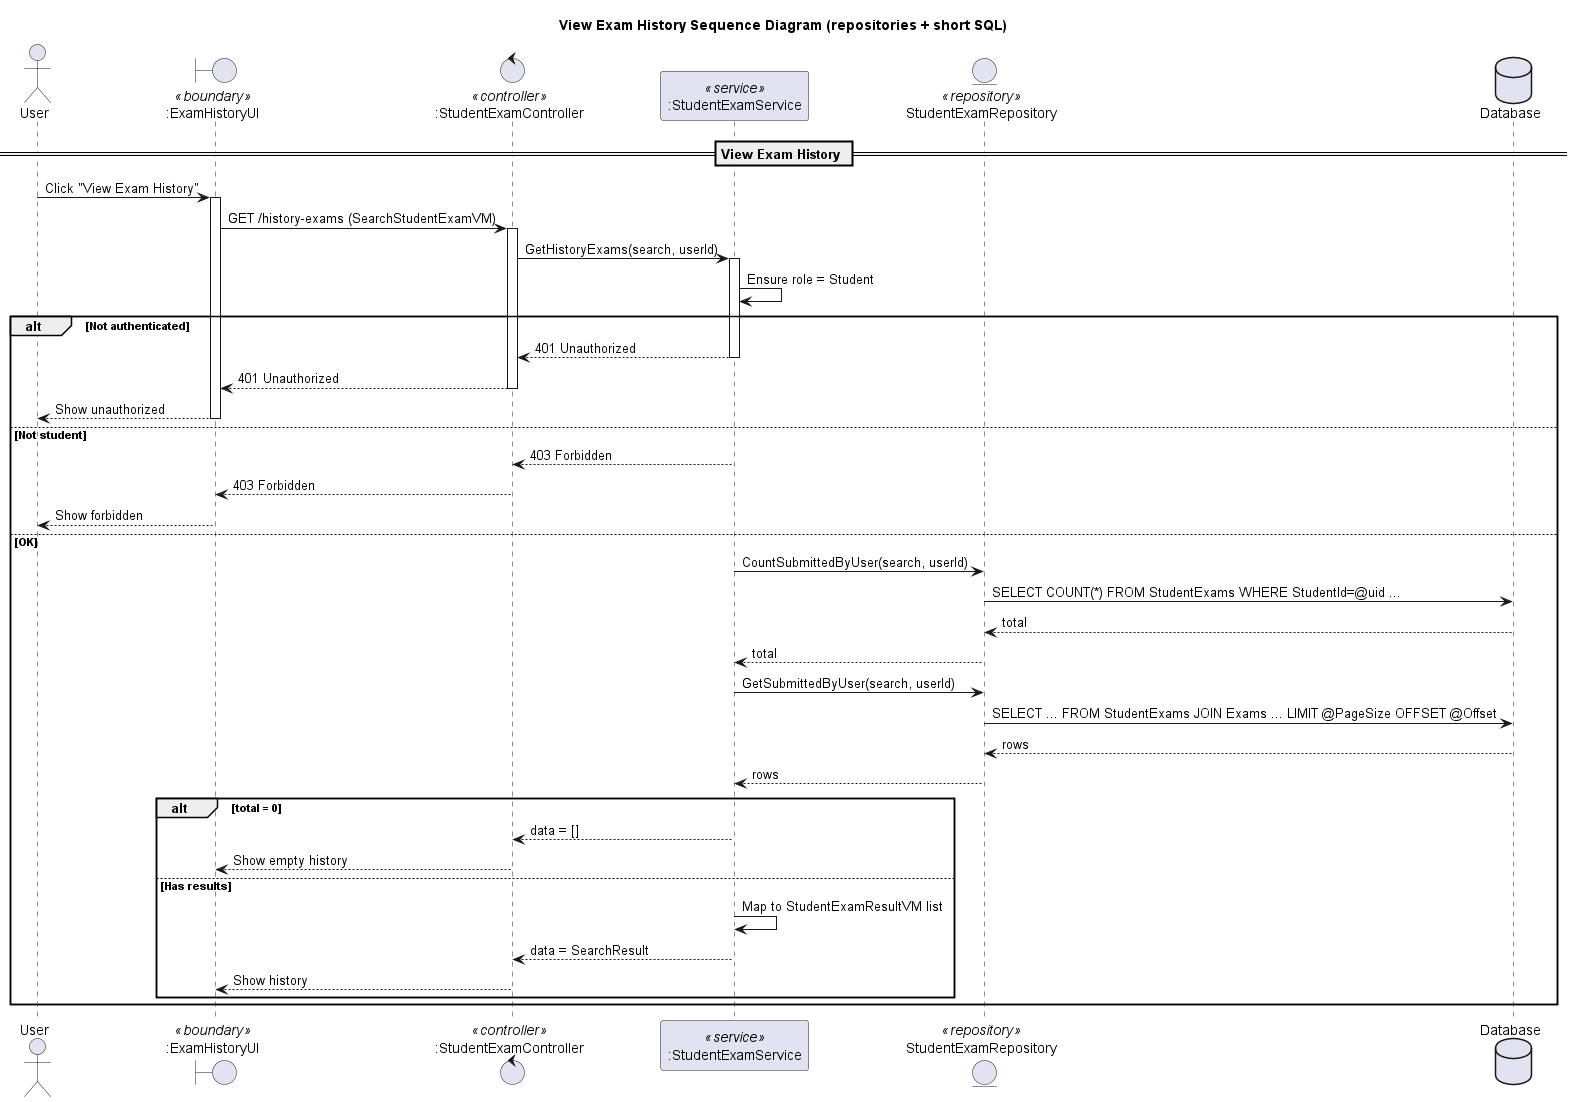 View Exam History Sequence Diagram (repositories + short SQL)
User
«boundary»
:ExamHistoryUI
«controller»
:StudentExamController
«service»
:StudentExamService
«repository»
StudentExamRepository
Database
View Exam History
Click "View Exam History"
GET /history-exams (SearchStudentExamVM)
GetHistoryExams(search, userId)
Ensure role = Student
alt [Not authenticated]
401 Unauthorized
401 Unauthorized
Show unauthorized
[Not student]
403 Forbidden
403 Forbidden
Show forbidden
[OK]
CountSubmittedByUser(search, userId)
SELECT COUNT(*) FROM StudentExams WHERE StudentId=@uid ...
total
total
GetSubmittedByUser(search, userId)
SELECT ... FROM StudentExams JOIN Exams ... LIMIT @PageSize OFFSET @Offset
rows
rows
alt [total = 0]
data = []
Show empty history
[Has results]
Map to StudentExamResultVM list
data = SearchResult
Show history
User
«boundary»
:ExamHistoryUI
«controller»
:StudentExamController
«service»
:StudentExamService
«repository»
StudentExamRepository
Database